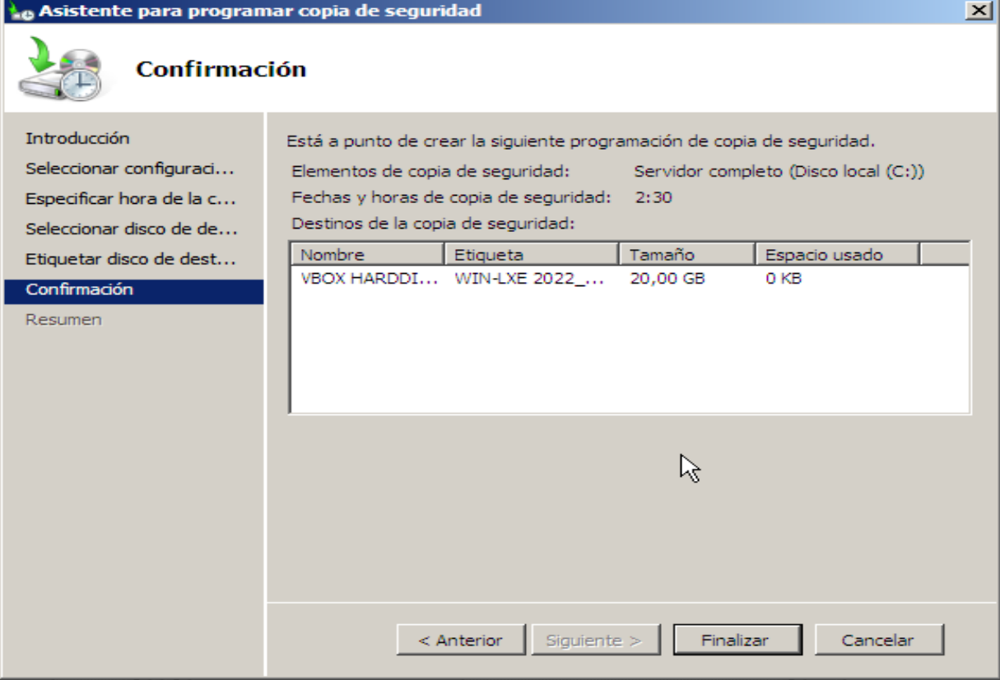 Asistente para programar copia de seguridad
Confirmación
Introducción
Seleccionar configuraci...
Especificar hora de la c...
Seleccionar disco de de...
Etiquetar disco de dest...
Confirmación
Resumen
Está a punto de crear la siguiente programación de copia de seguridad.
Elementos de copia de seguridad: Servidor completo (Disco local (C:))
Fechas y horas de copia de seguridad: 2:30
Destinos de la copia de seguridad:
Nombre Etiqueta Tamaño Espacio usado
VBOX HARDDI... WIN-LXE 2022_... 20,00 GB 0 KB
< Anterior Siguiente > Finalizar Cancelar